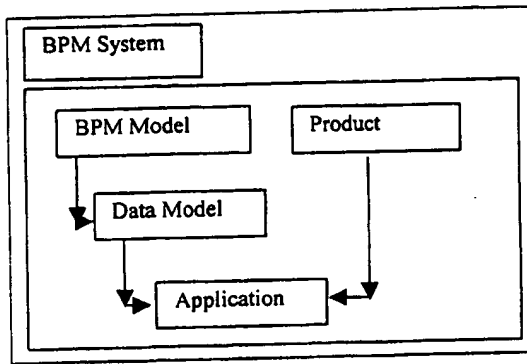 BPM System
BPM Model
Product
Data Model
Application